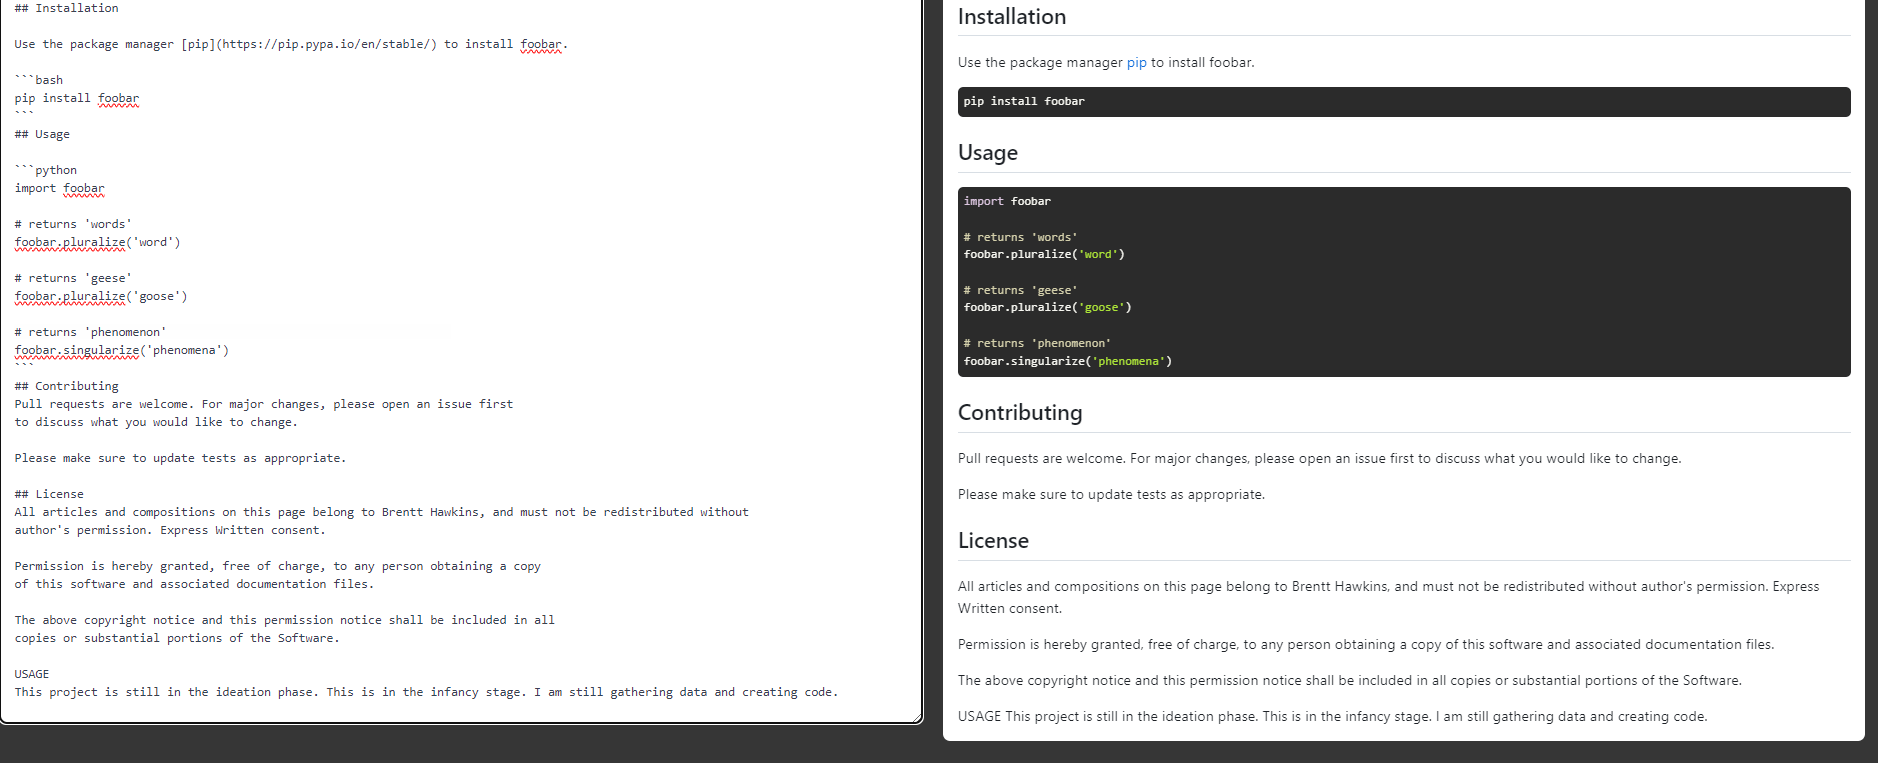 ## Installation

Use the package manager [pip](https://pip.pypa.io/en/stable/) to install foobar.

```bash
pip install foobar
```
## Usage

```python
import foobar

# returns 'words'
foobar.pluralize('word')

# returns 'geese'
foobar.pluralize('goose')

# returns 'phenomenon'
foobar.singularize('phenomena')
```
## Contributing
Pull requests are welcome. For major changes, please open an issue first
to discuss what you would like to change.

Please make sure to update tests as appropriate.

## License
All articles and compositions on this page belong to Brentt Hawkins, and must not be redistributed without
author's permission. Express Written consent.

Permission is hereby granted, free of charge, to any person obtaining a copy
of this software and associated documentation files.

The above copyright notice and this permission notice shall be included in all
copies or substantial portions of the Software.

USAGE
This project is still in the ideation phase. This is in the infancy stage. I am still gathering data and creating code.

Installation
Use the package manager pip to install foobar.
pip install foobar
Usage
import foobar

# returns 'words'
foobar.pluralize('word')

# returns 'geese'
foobar.pluralize('goose')

# returns 'phenomenon'
foobar.singularize('phenomena')
Contributing
Pull requests are welcome. For major changes, please open an issue first to discuss what you would like to change.
Please make sure to update tests as appropriate.
License
All articles and compositions on this page belong to Brentt Hawkins, and must not be redistributed without author's permission. Express
Written consent.
Permission is hereby granted, free of charge, to any person obtaining a copy of this software and associated documentation files.
The above copyright notice and this permission notice shall be included in all copies or substantial portions of the Software.
USAGE This project is still in the ideation phase. This is in the infancy stage. I am still gathering data and creating code.